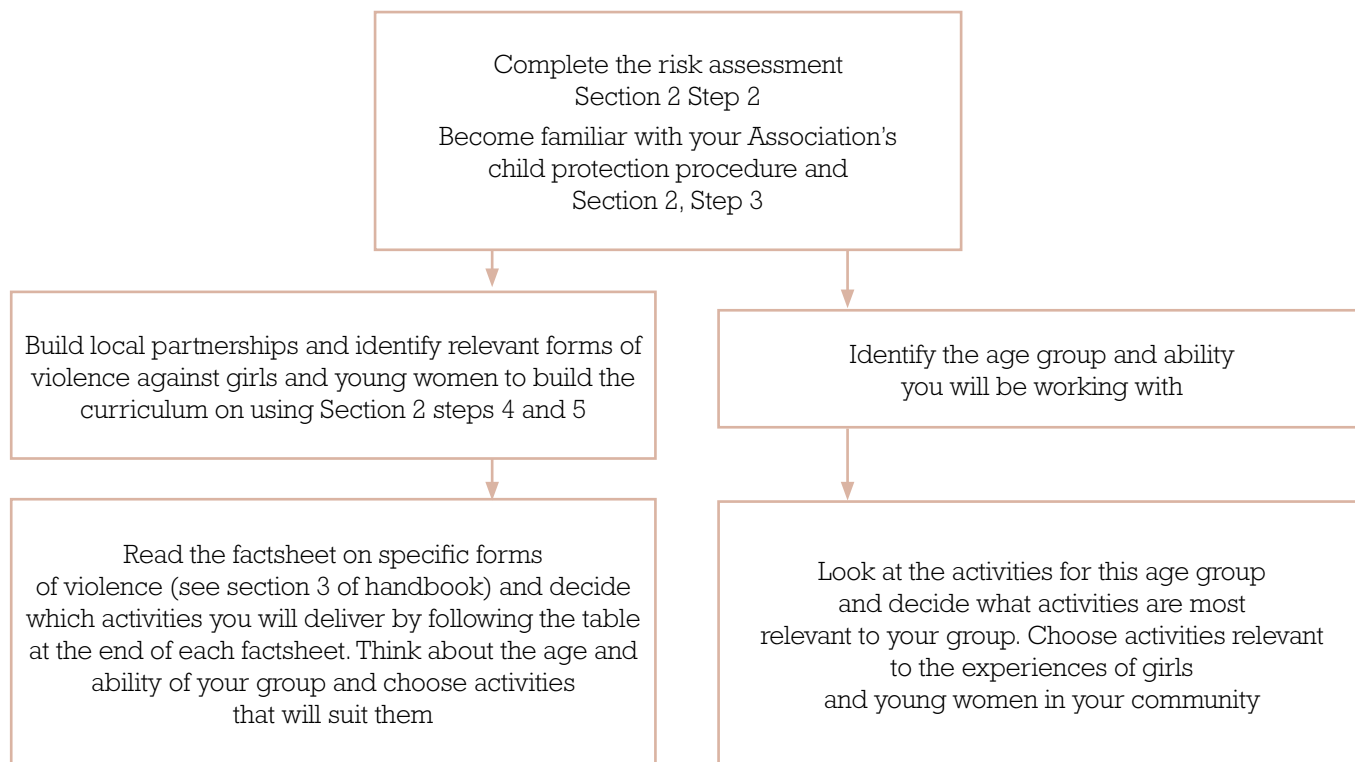 Complete the risk assessment
Section 2 Step 2
Become familiar with your Association's
child protection procedure and
Section 2, Step 3
Build local partnerships and identify relevant forms of
violence against girls and young women to build the
curriculum on using Section 2 steps 4 and 5
Identify the age group and ability
you will be working with
Read the factsheet on specific forms
of violence (see section 3 of handbook) and decide
which activities you will deliver by following the table
at the end of each factsheet. Think about the age and
ability of your group and choose activities
that will suit them
Look at the activities for this age group
and decide what activities are most
relevant to your group. Choose activities relevant
to the experiences of girls
and young women in your community